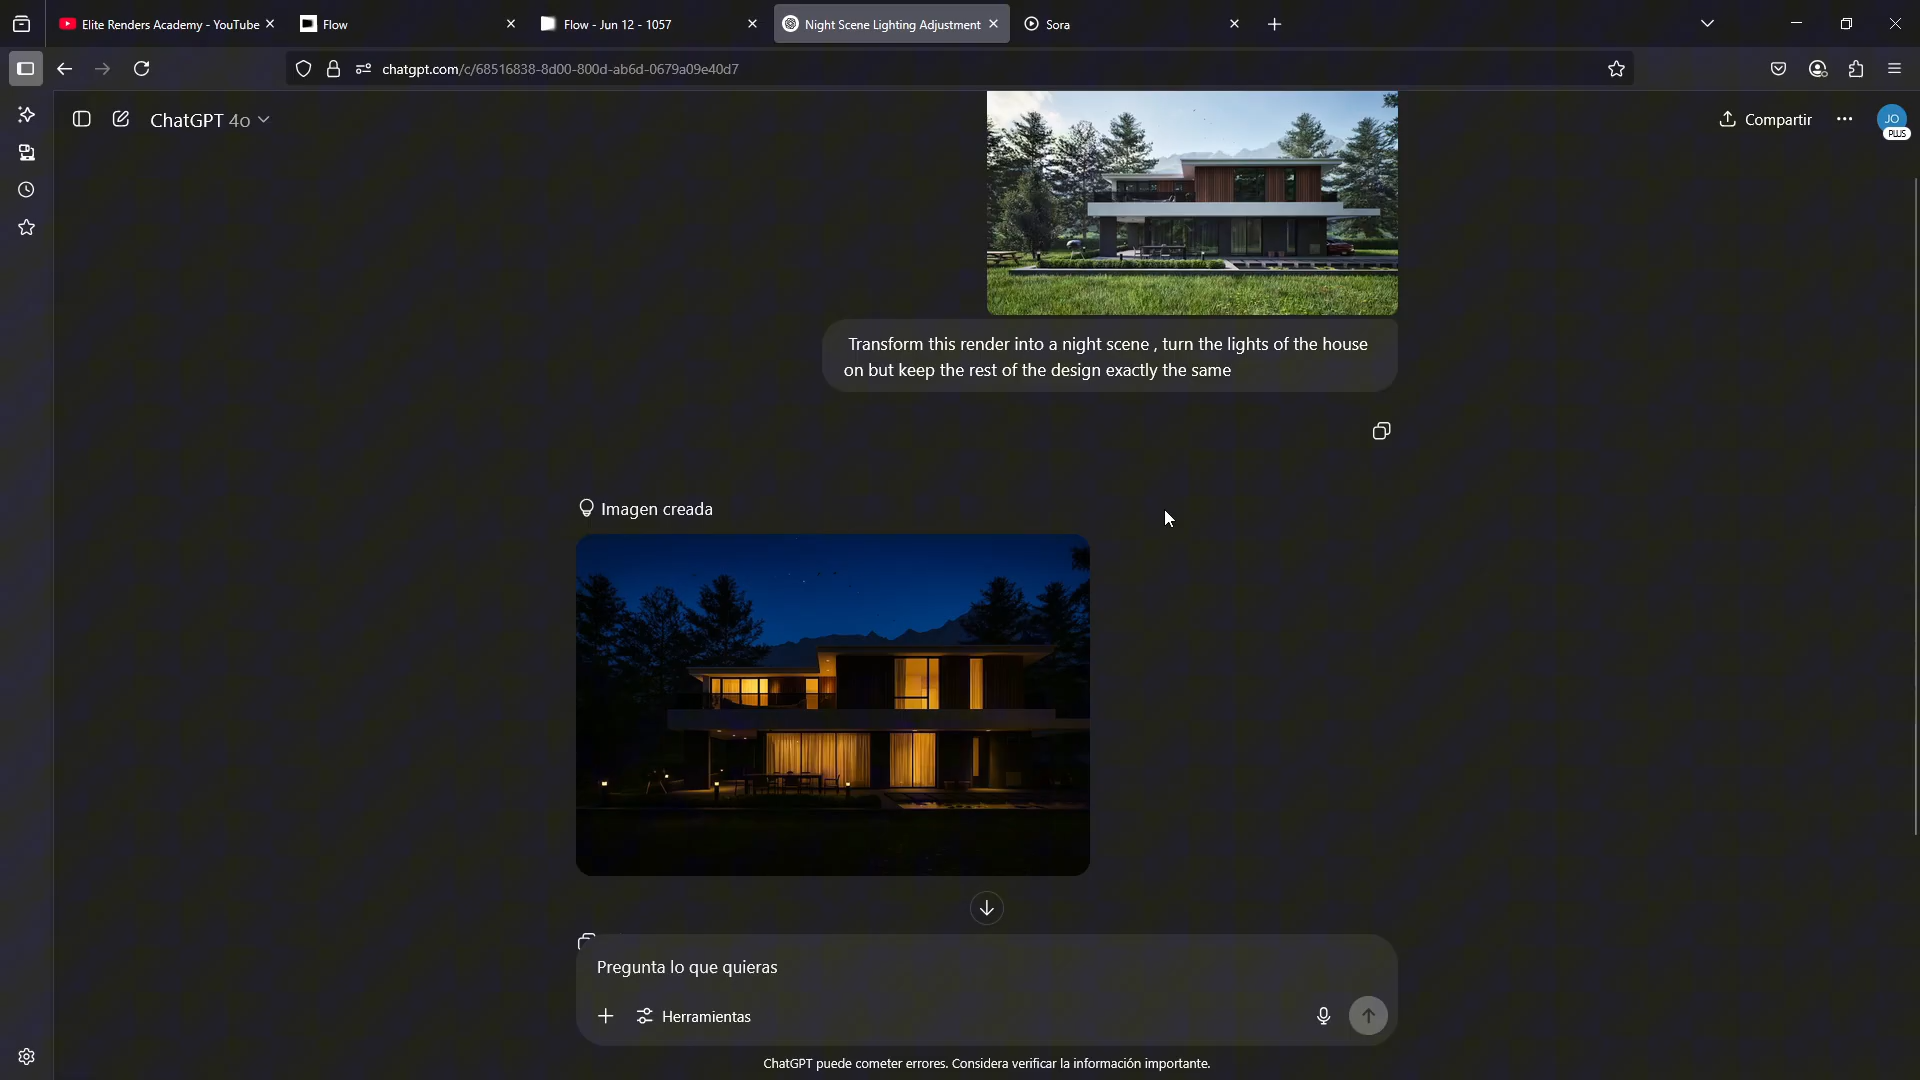 Elite Renders Academy - YouTube
Flow
Flow - Jun 12 - 1057
Night Scene Lighting Adjustment
Sora
chatgpt.com/c/68516838-8d00-800d-ab6d-0679a09e40d7
ChatGPT 4o
Compartir
JO
PLUS
Transform this render into a night scene , turn the lights of the house
on but keep the rest of the design exactly the same
Imagen creada
Pregunta lo que quieras
Herramientas
ChatGPT puede cometer errores. Considera verificar la información importante.